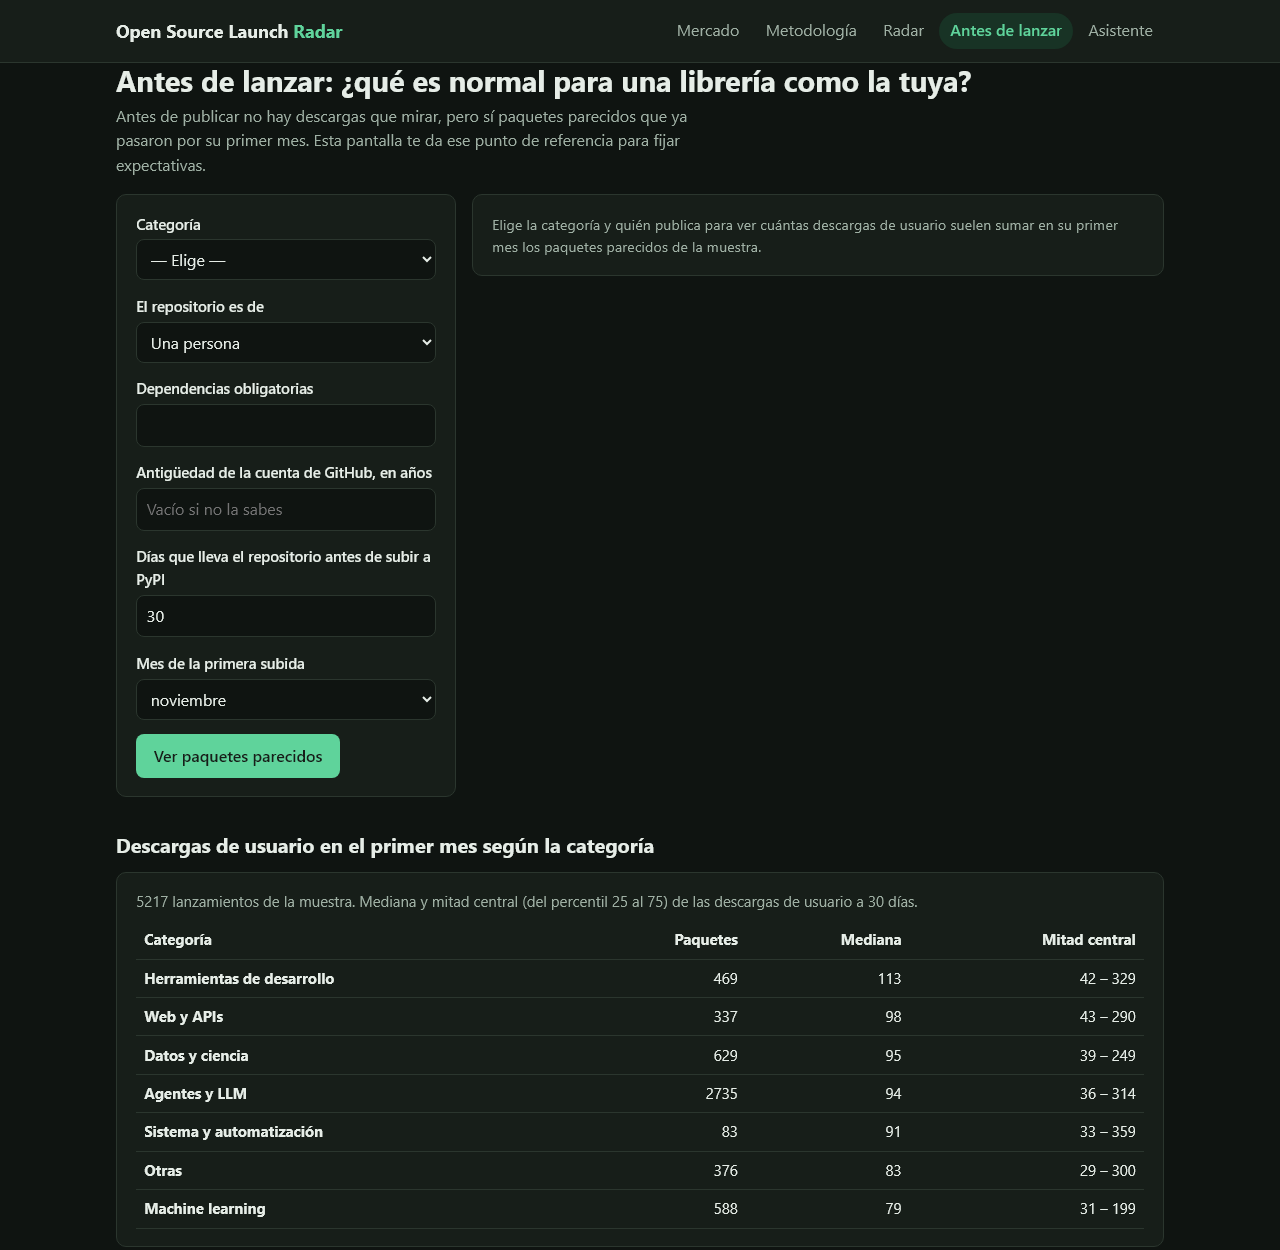 Open Source Launch Radar
Mercado
Metodología
Radar
Antes de lanzar
Asistente
Antes de lanzar: ¿qué es normal para una librería como la tuya?
Antes de publicar no hay descargas que mirar, pero sí paquetes parecidos que ya
pasaron por su primer mes. Esta pantalla te da ese punto de referencia para fijar
expectativas.
Categoría
— Elige —
El repositorio es de
Una persona
Dependencias obligatorias
Antigüedad de la cuenta de GitHub, en años
Vacío si no la sabes
Días que lleva el repositorio antes de subir a
PyPI
30
Mes de la primera subida
noviembre
Ver paquetes parecidos
Elige la categoría y quién publica para ver cuántas descargas de usuario suelen sumar en su primer
mes los paquetes parecidos de la muestra.
Descargas de usuario en el primer mes según la categoría
5217 lanzamientos de la muestra. Mediana y mitad central (del percentil 25 al 75) de las descargas de usuario a 30 días.
Categoría Paquetes Mediana Mitad central
Herramientas de desarrollo 469 113 42 – 329
Web y APIs 337 98 43 – 290
Datos y ciencia 629 95 39 – 249
Agentes y LLM 2735 94 36 – 314
Sistema y automatización 83 91 33 – 359
Otras 376 83 29 – 300
Machine learning 588 79 31 – 199